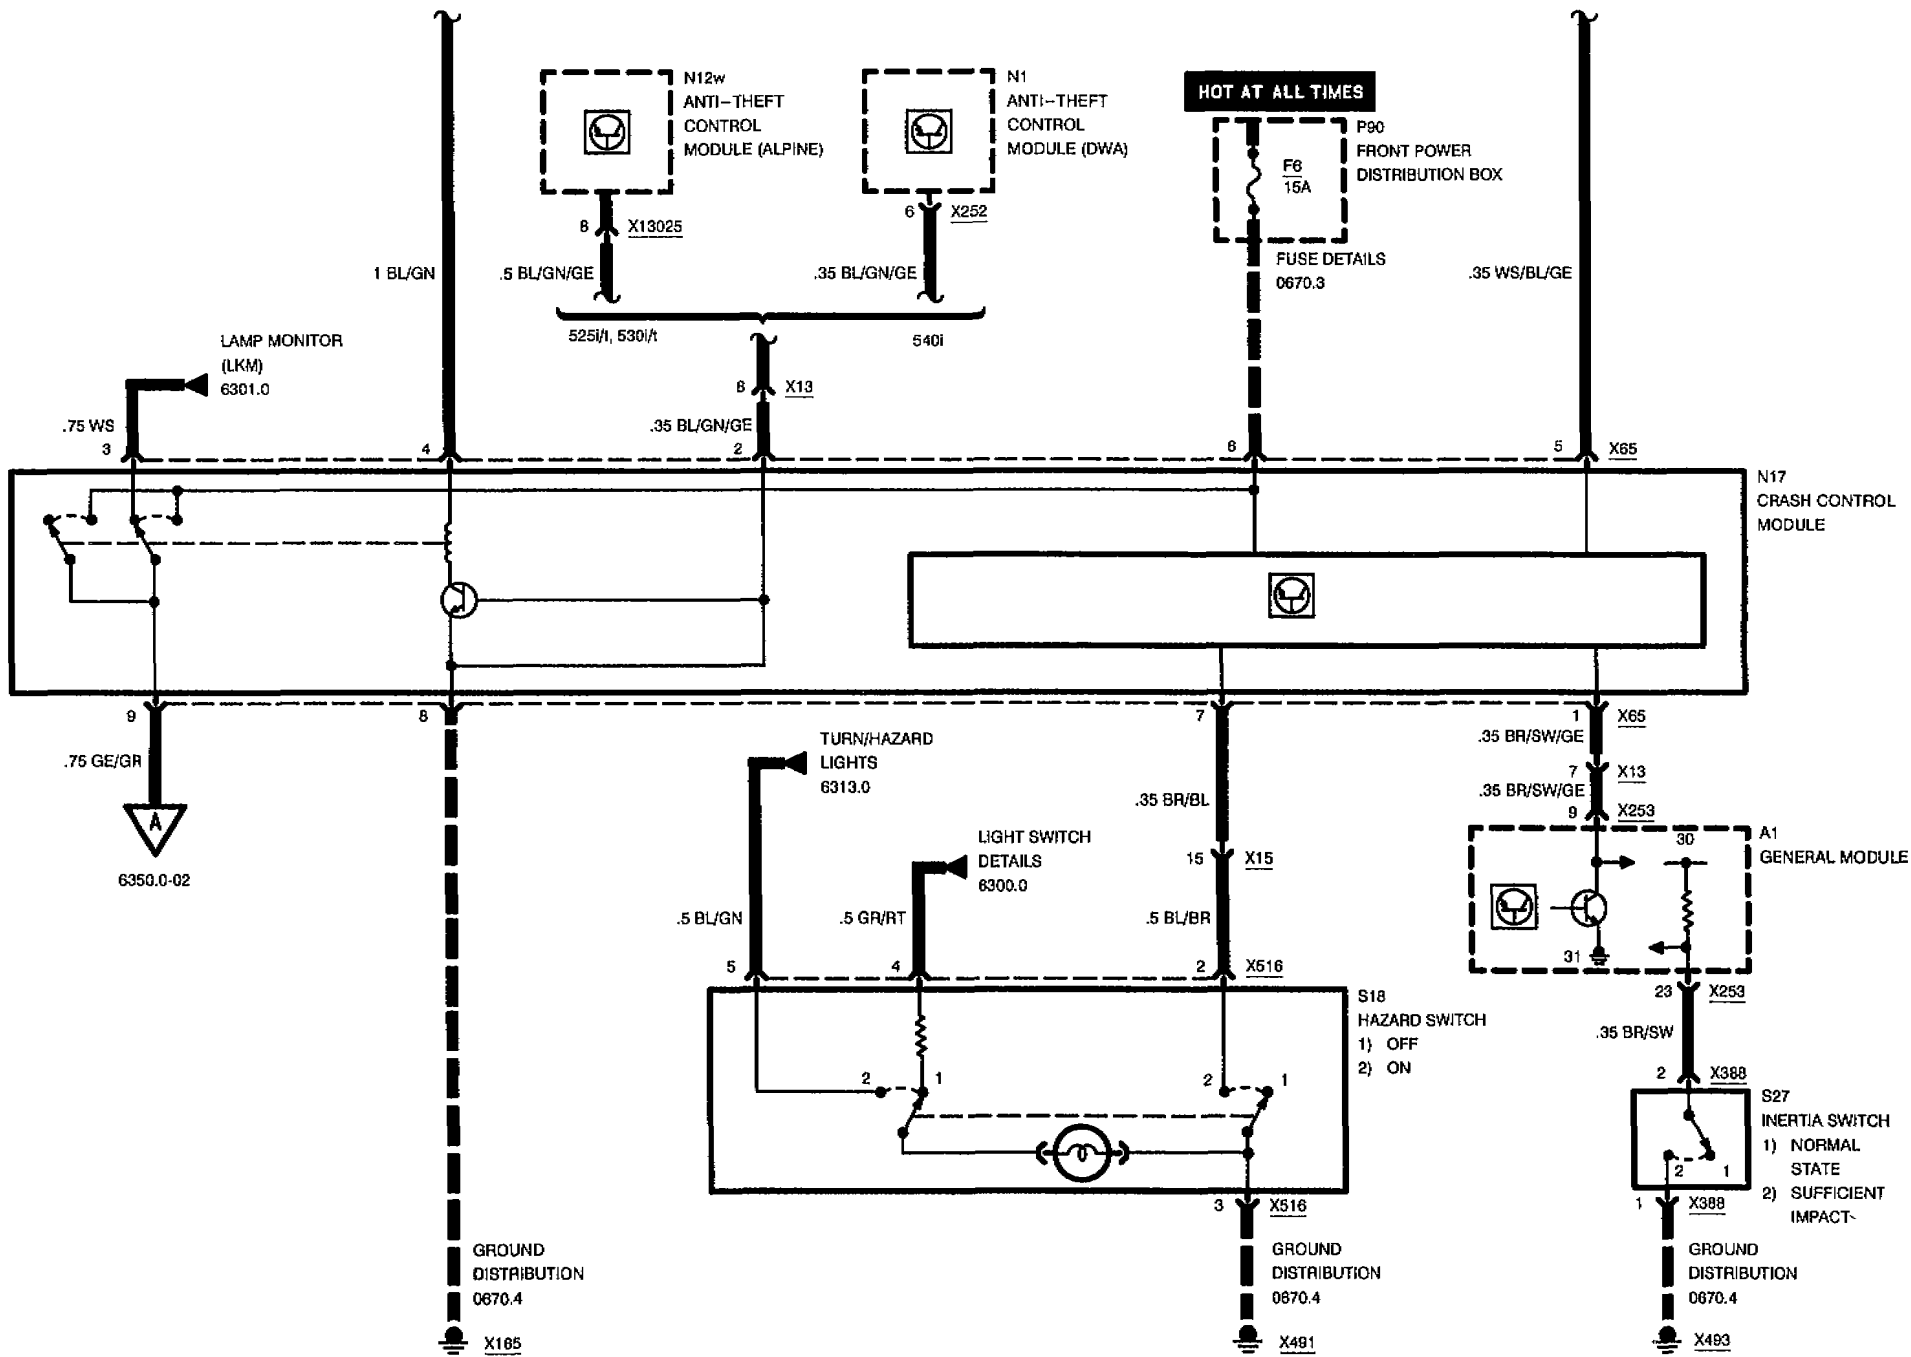 N12w
ANTI-THEFT
CONTROL
MODULE (ALPINE)
N1
ANTI-THEFT
CONTROL
MODULE (DWA)
HOT AT ALL TIMES
P90
FRONT POWER
DISTRIBUTION BOX
F6
15A
8 X13025
6 X252
FUSE DETAILS
0670.3
1 BL/GN
.5 BL/GN/GE
.35 BL/GN/GE
.35 WS/BL/GE
525i/t, 530i/t
540i
LAMP MONITOR
(LKM)
6301.0
6 X13
.75 WS
.35 BL/GN/GE
3 4 2 6 5 X65
N17
CRASH CONTROL
MODULE
9 8 7 1 X65
.75 GE/GR
A
6350.0-02
TURN/HAZARD
LIGHTS
6313.0
.35 BR/BL
.35 BR/SW/GE
7 X13
.35 BR/SW/GE
9 X253
LIGHT SWITCH
DETAILS
6300.0
15 X15
A1
GENERAL MODULE
30
31
.5 BL/GN
.5 GR/RT
.5 BL/BR
5 4 2 X516
23 X253
.35 BR/SW
S18
HAZARD SWITCH
1) OFF
2) ON
2 1 2 1
2 X388
S27
INERTIA SWITCH
1) NORMAL
STATE
2) SUFFICIENT
IMPACT
2 1
3 X516
1 X388
GROUND
DISTRIBUTION
0670.4
X165
GROUND
DISTRIBUTION
0670.4
X491
GROUND
DISTRIBUTION
0670.4
X493